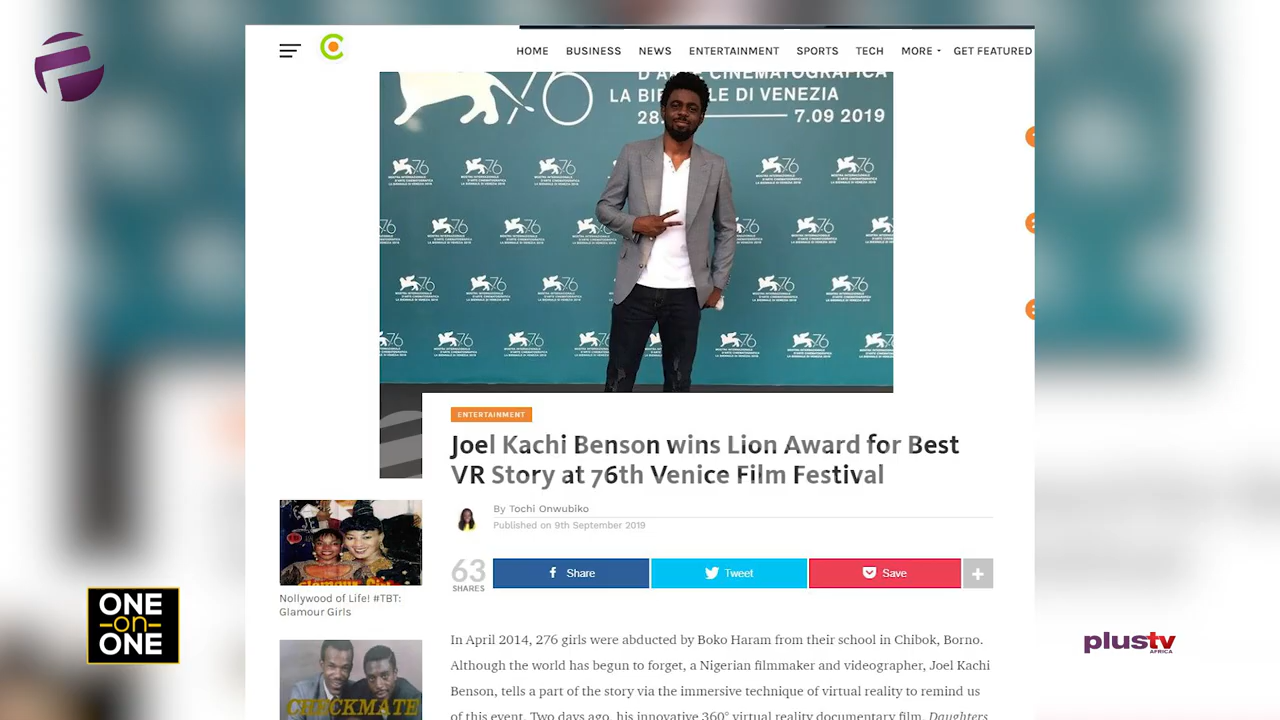 HOME BUSINESS NEWS ENTERTAINMENT SPORTS TECH MORE GET FEATURED
D'ARTE CINEMATOGRAFICA
LA BIENNALE DI VENEZIA
28. 7.09 2019
76
ENTERTAINMENT
Joel Kachi Benson wins Lion Award for Best
VR Story at 76th Venice Film Festival
By Tochi Onwubiko
Published on 9th September 2019
63
SHARES
Share
Tweet
Save
Nollywood of Life! #TBT:
Glamour Girls
CHECKMATE
In April 2014, 276 girls were abducted by Boko Haram from their school in Chibok, Borno.
Although the world has begun to forget, a Nigerian filmmaker and videographer, Joel Kachi
Benson, tells a part of the story via the immersive technique of virtual reality to remind us
of this event. Two days ago, his innovative 360° virtual reality documentary film, Daughters
ONE
on
ONE
plustv
AFRICA